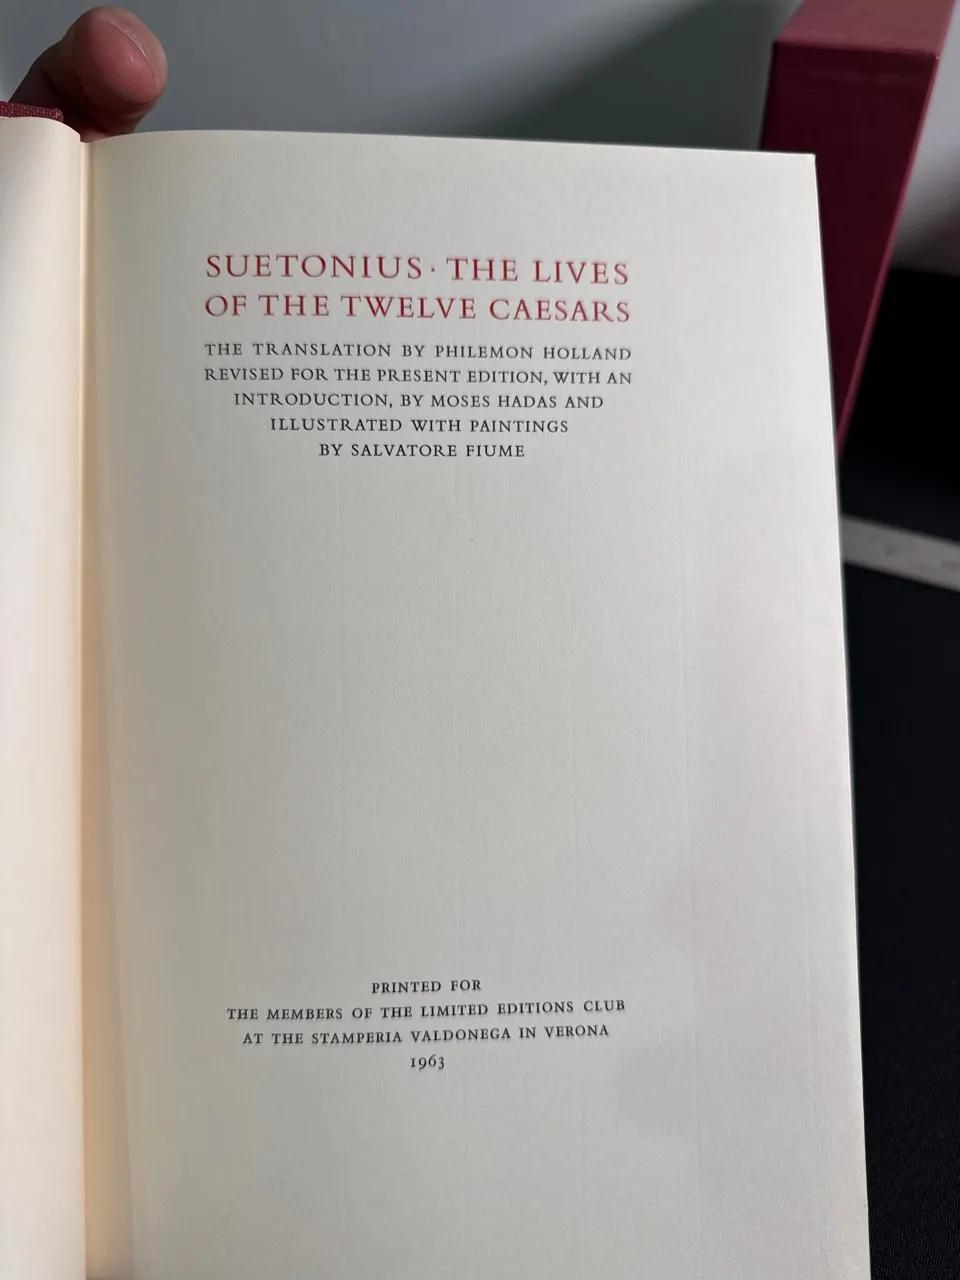 SUETONIUS · THE LIVES
OF THE TWELVE CAESARS
THE TRANSLATION BY PHILEMON HOLLAND
REVISED FOR THE PRESENT EDITION, WITH AN
INTRODUCTION, BY MOSES HADAS AND
ILLUSTRATED WITH PAINTINGS
BY SALVATORE FIUME
PRINTED FOR
THE MEMBERS OF THE LIMITED EDITIONS CLUB
AT THE STAMPERIA VALDONEGA IN VERONA
1963